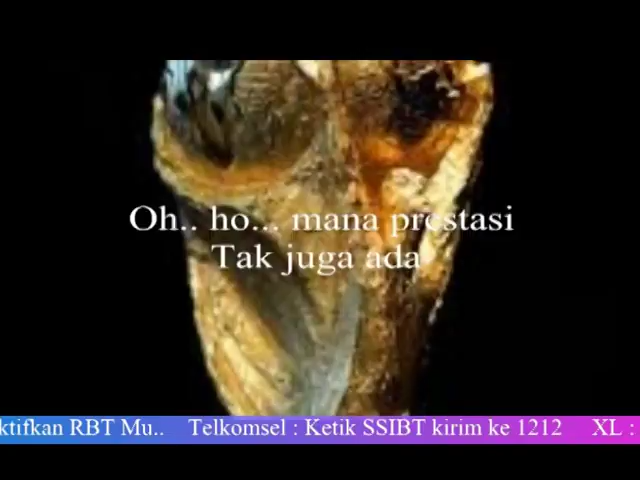 Oh.. ho... mana prestasi
Tak juga ada
ktifkan RBT Mu.. Telkomsel : Ketik SSIBT kirim ke 1212 XL :